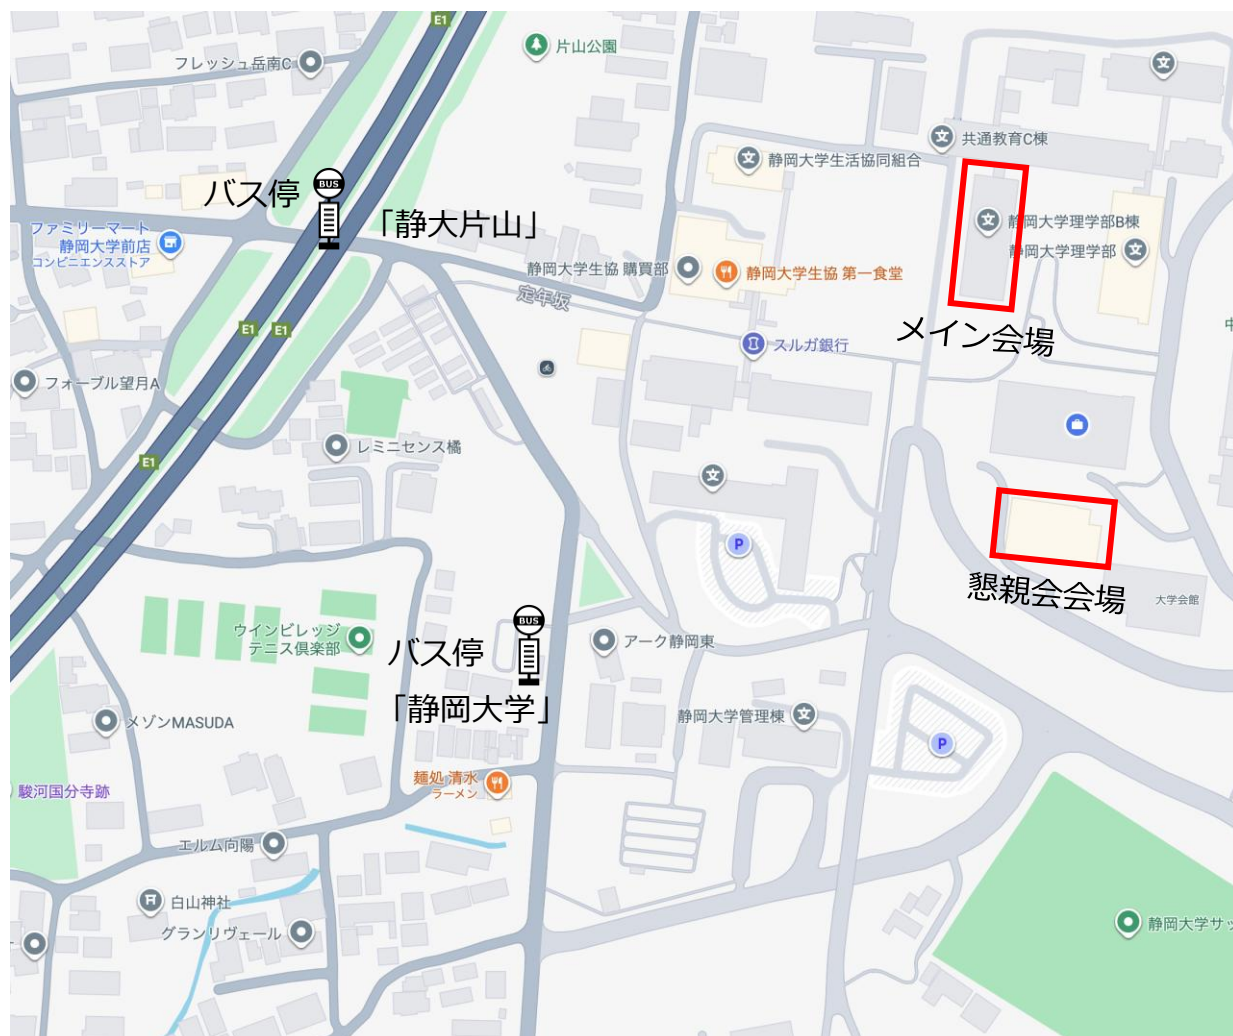 E1
片山公園
フレッシュ岳南C
共通教育C棟
静岡大学生活協同組合
バス停
BUS
「静大片山」
ファミリーマート
静岡大学前店
コンビニエンスストア
静岡大学理学部B棟
静岡大学理学部
静岡大学生協 購買部
静岡大学生協 第一食堂
定年坂
E1
E1
スルガ銀行
メイン会場
中
フォーブル望月A
レミニセンス橘
E1
P
懇親会会場
大学会館
ウインビレッジ
テニス倶楽部
バス停
BUS
「静岡大学」
アーク静岡東
メゾンMASUDA
静岡大学管理棟
P
麺処 清水
ラーメン
駿河国分寺跡
エルム向陽
白山神社
グランリヴェール
静岡大学サッ
文
文
文
文
文
文
文